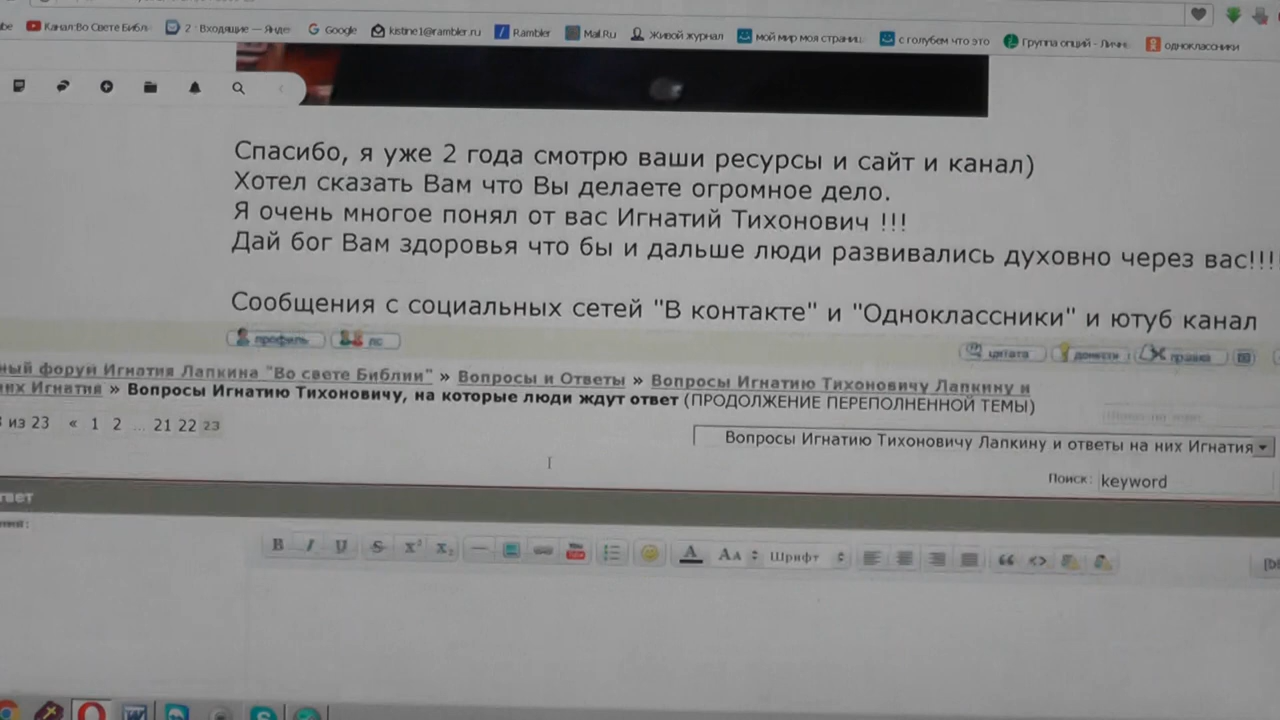 Канал:Во Свете Библ
2 · Входящие — Янде
Google
kistine1@rambler.ru
Rambler
Mail.Ru
Живой журнал
мой мир моя страниц
с голубем что это
Группа опций - Личн
одноклассники
Спасибо, я уже 2 года смотрю ваши ресурсы и сайт и канал)
Хотел сказать Вам что Вы делаете огромное дело.
Я очень многое понял от вас Игнатий Тихонович !!!
Дай бог Вам здоровья что бы и дальше люди развивались духовно через вас!!!!
Сообщения с социальных сетей "В контакте" и "Одноклассники" и ютуб канал
профиль
лс
цитата
правка
ный форум Игнатия Лапкина "Во свете Библии" » Вопросы и Ответы » Вопросы Игнатию Тихоновичу Лапкину и
них Игнатия » Вопросы Игнатию Тихоновичу, на которые люди ждут ответ (ПРОДОЛЖЕНИЕ ПЕРЕПОЛНЕННОЙ ТЕМЫ)
из 23 « 1 2 ... 21 22 23
Вопросы Игнатию Тихоновичу Лапкину и ответы на них Игнатия
Поиск: keyword
твет
B I U S X² X₂
A AA Шрифт